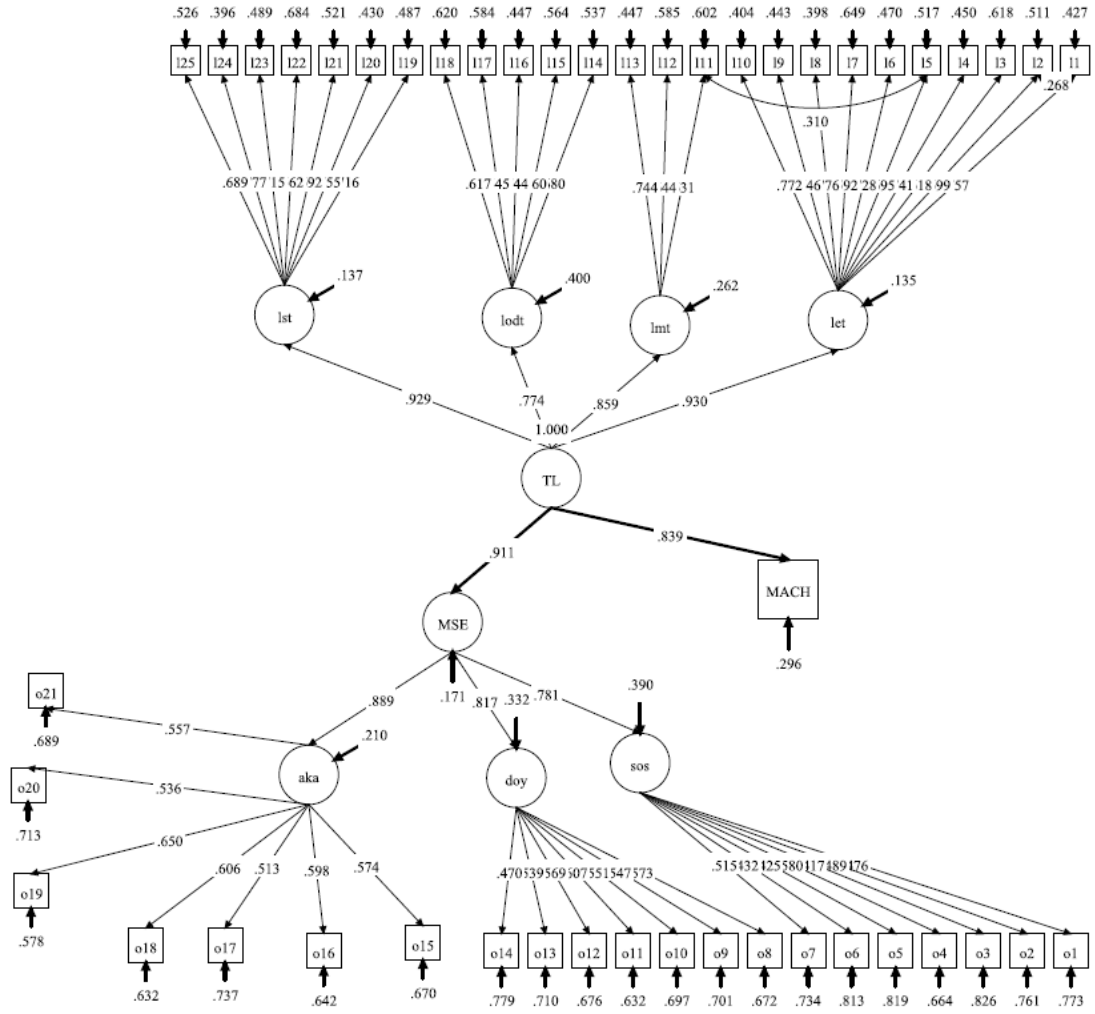 .526 .396 .489 .684 .521 .430 .487 .620 .584 .447 .564 .537 .447 .585 .602 .404 .443 .398 .649 .470 .517 .450 .618 .511 .427
l25 l24 l23 l22 l21 l20 l19 l18 l17 l16 l15 l14 l13 l12 l11 l10 l9 l8 l7 l6 l5 l4 l3 l2 l1
.268
.310
.689 .617 .744 .772
.137 .400 .262 .135
lst lodt lmt let
.929 .774 .859 .930
1.000
TL
.839
.911
MACH
MSE
.296
.889 .171 .817 .332 .781 .390
o21
.689 .557 .210
aka doy sos
o20 .536
.713
.650
.606 .513 .598 .574 .470 .515
o19
.578
o18 o17 o16 o15 o14 o13 o12 o11 o10 o9 o8 o7 o6 o5 o4 o3 o2 o1
.632 .737 .642 .670 .779 .710 .676 .632 .697 .701 .672 .734 .813 .819 .664 .826 .761 .773